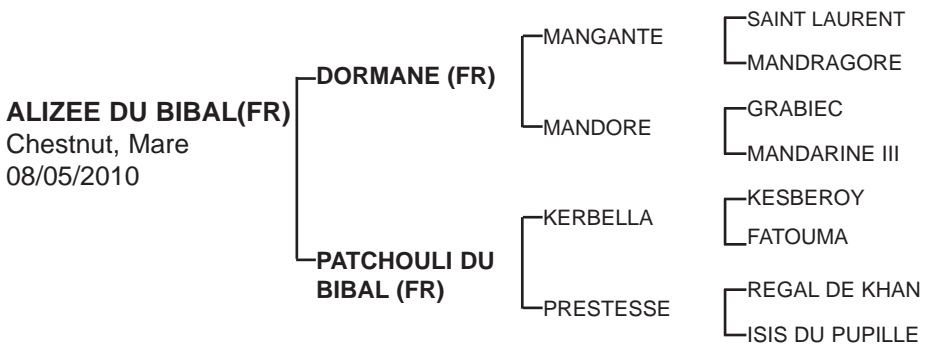 ALIZEE DU BIBAL(FR)
Chestnut, Mare
08/05/2010
DORMANE (FR)
PATCHOULI DU
BIBAL (FR)
MANGANTE
MANDORE
KERBELLA
PRESTESSE
SAINT LAURENT
MANDRAGORE
GRABIEC
MANDARINE III
KESBEROY
FATOUMA
REGAL DE KHAN
ISIS DU PUPILLE